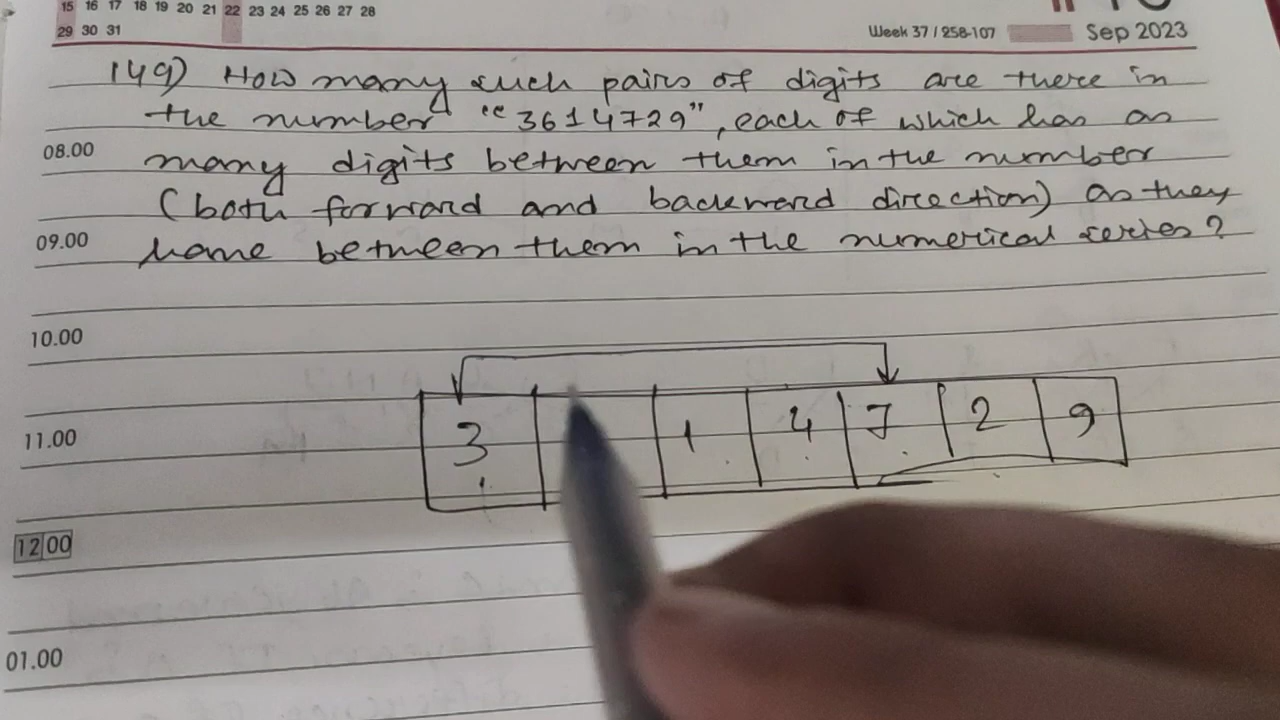 15 16 17 18 19 20 21 22 23 24 25 26 27 28
29 30 31
Week 37 / 258-107
Sep 2023
149) How many such pairs of digits are there in
the number "3614729", each of which has as
08.00
many digits between them in the number
(both forward and backward direction) as they
09.00
have between them in the numerical series?
10.00
11.00
3 1 4 7 2 9
12 00
01.00